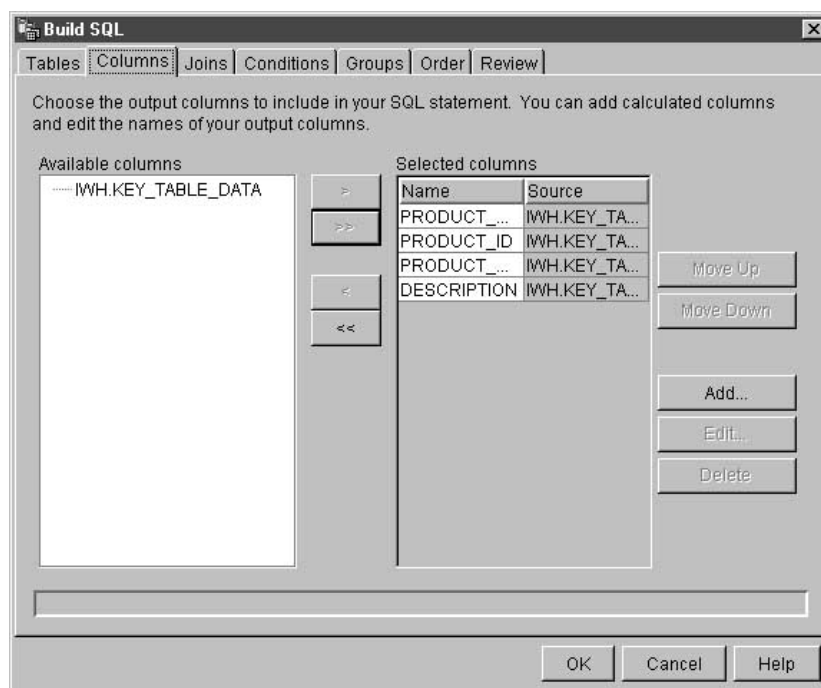 Build SQL
Tables Columns Joins Conditions Groups Order Review
Choose the output columns to include in your SQL statement. You can add calculated columns
and edit the names of your output columns.
Available columns
IWH.KEY_TABLE_DATA
>
>>
<
<<
Selected columns
Name Source
PRODUCT_... IWH.KEY_TA...
PRODUCT_ID IWH.KEY_TA...
PRODUCT_... IWH.KEY_TA...
DESCRIPTION IWH.KEY_TA...
Move Up
Move Down
Add...
Edit...
Delete
OK Cancel Help